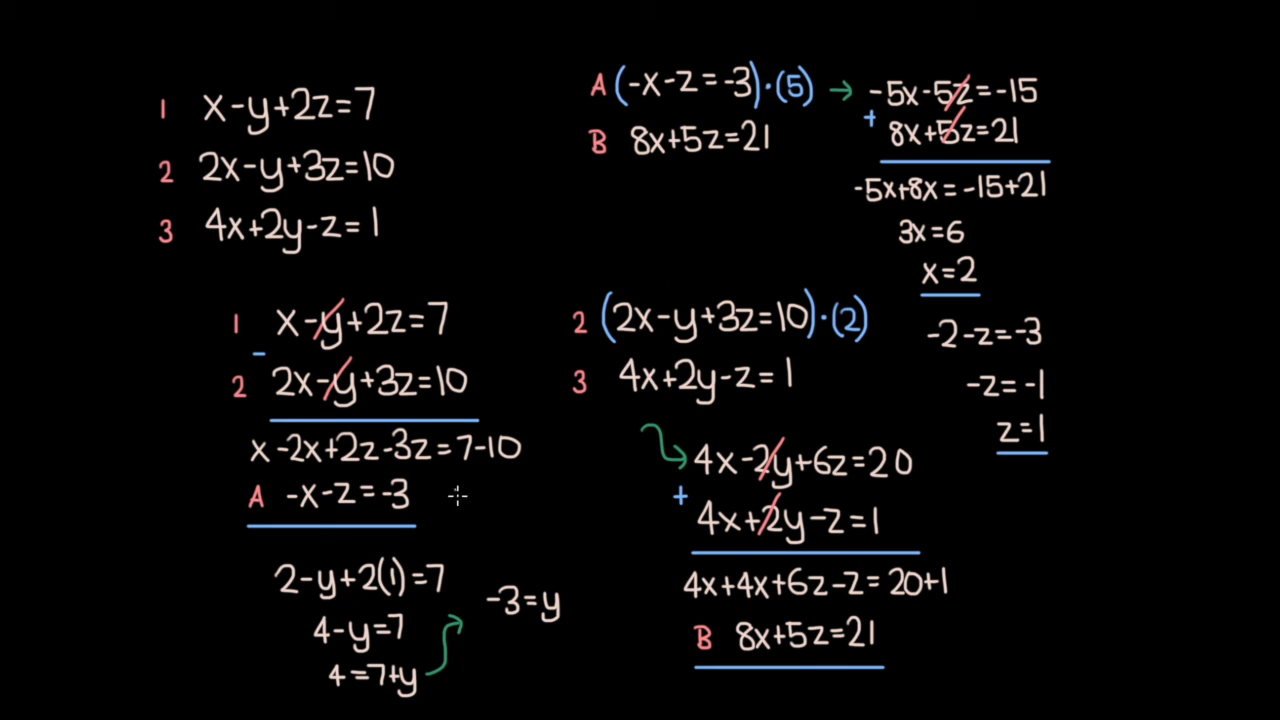 1 x-y+2z=7
2 2x-y+3z=10
3 4x+2y-z=1
1 x-y+2z=7
-
2 2x-y+3z=10
x-2x+2z-3z=7-10
A -x-z=-3
2-y+2(1)=7
4-y=7
4=7+y
-3=y
A (-x-z=-3)·(5) →
B 8x+5z=21
-5x-5z=-15
+
8x+5z=21
-5x+8x=-15+21
3x=6
x=2
-2-z=-3
-z=-1
z=1
2 (2x-y+3z=10)·(2)
3 4x+2y-z=1
4x-2y+6z=20
+
4x+2y-z=1
4x+4x+6z-z=20+1
B 8x+5z=21